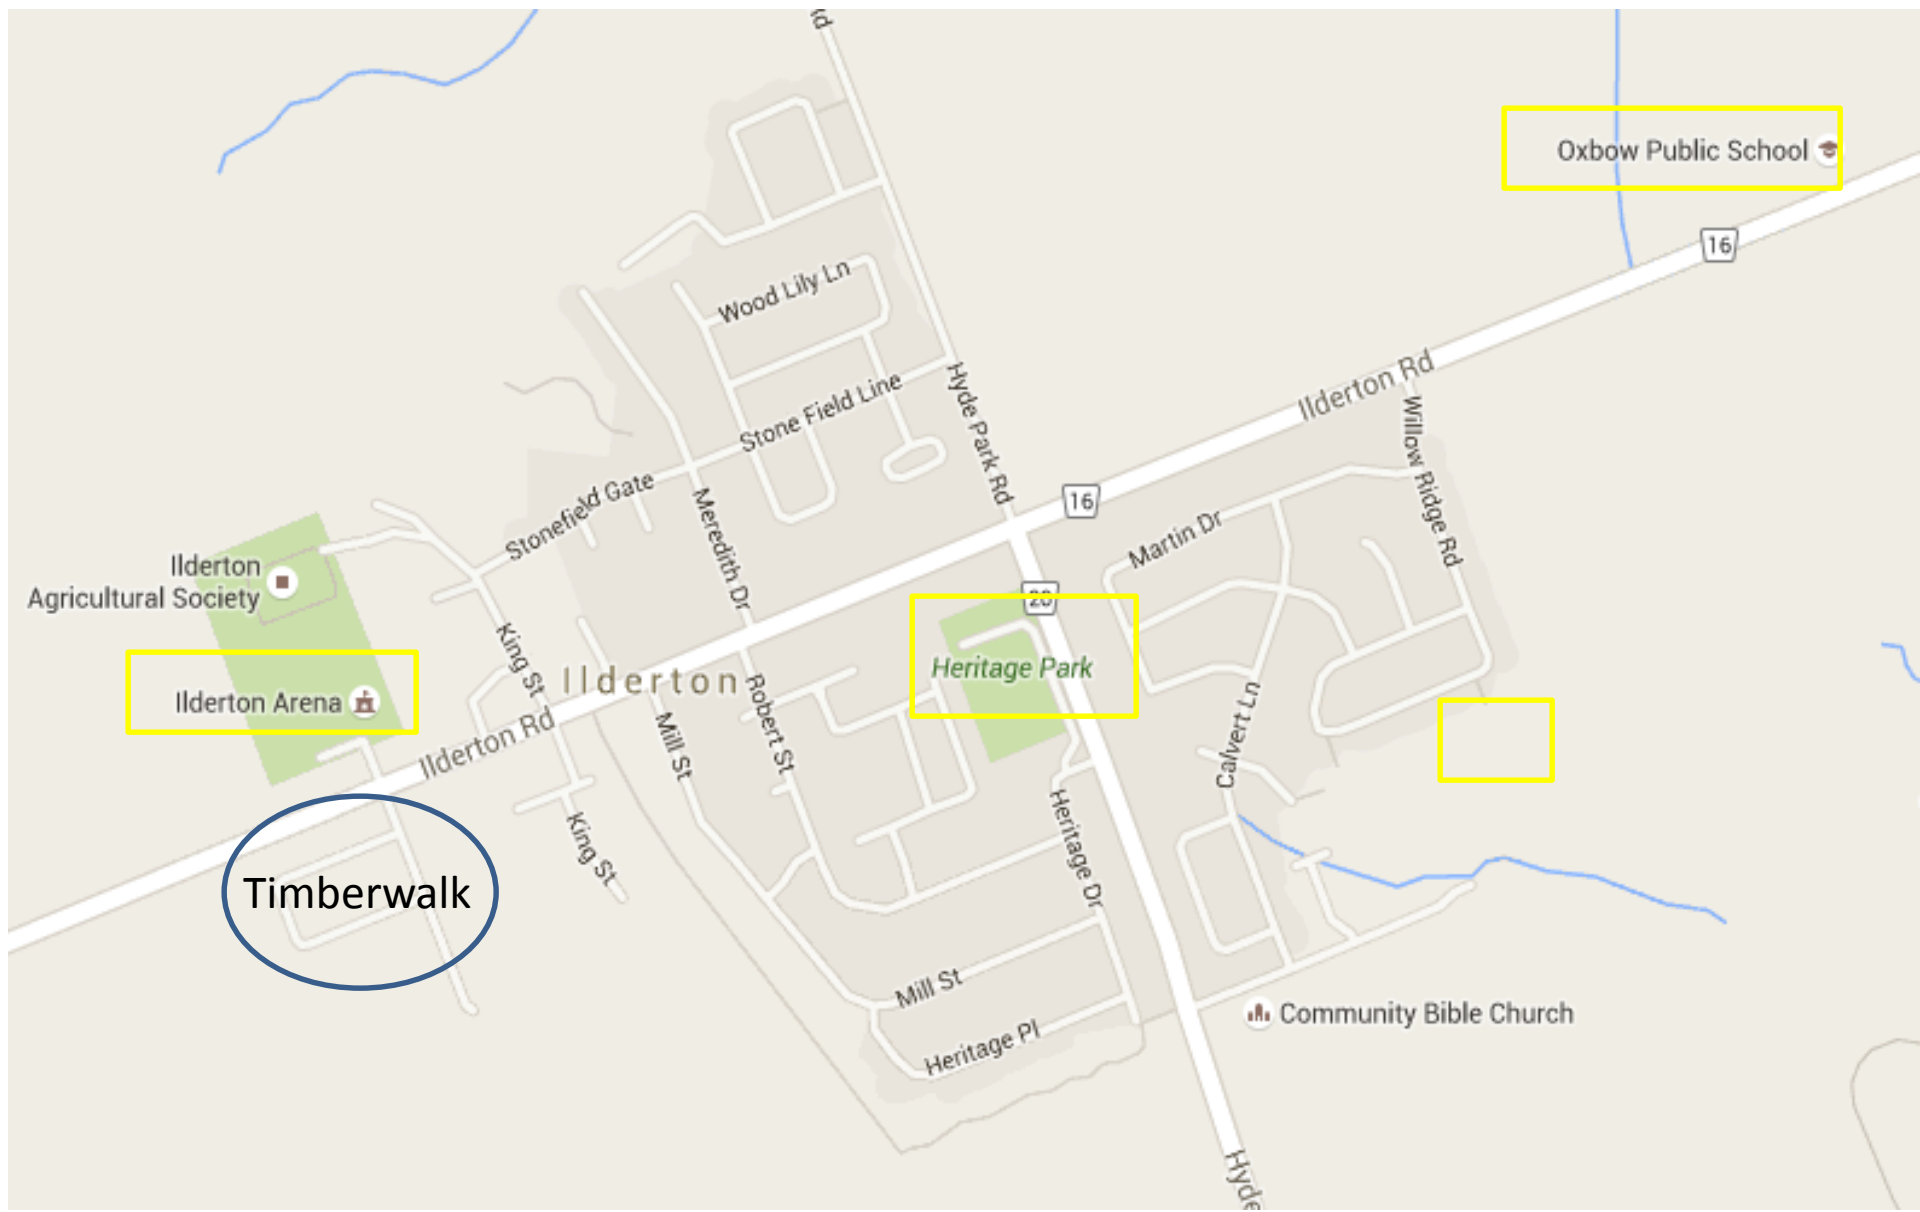 Rd
Oxbow Public School
16
Wood Lily Ln
Hyde Park Rd
Ilderton Rd
Stone Field Line
Willow Ridge Rd
Stonefield Gate
16
Meredith Dr
Martin Dr
Ilderton
Agricultural Society
20
King St
Heritage Park
Ilderton
Ilderton Arena
Robert St
Ilderton Rd
Mill St
Calvert Ln
King St
Heritage Dr
Timberwalk
Mill St
Community Bible Church
Heritage Pl
Hyde